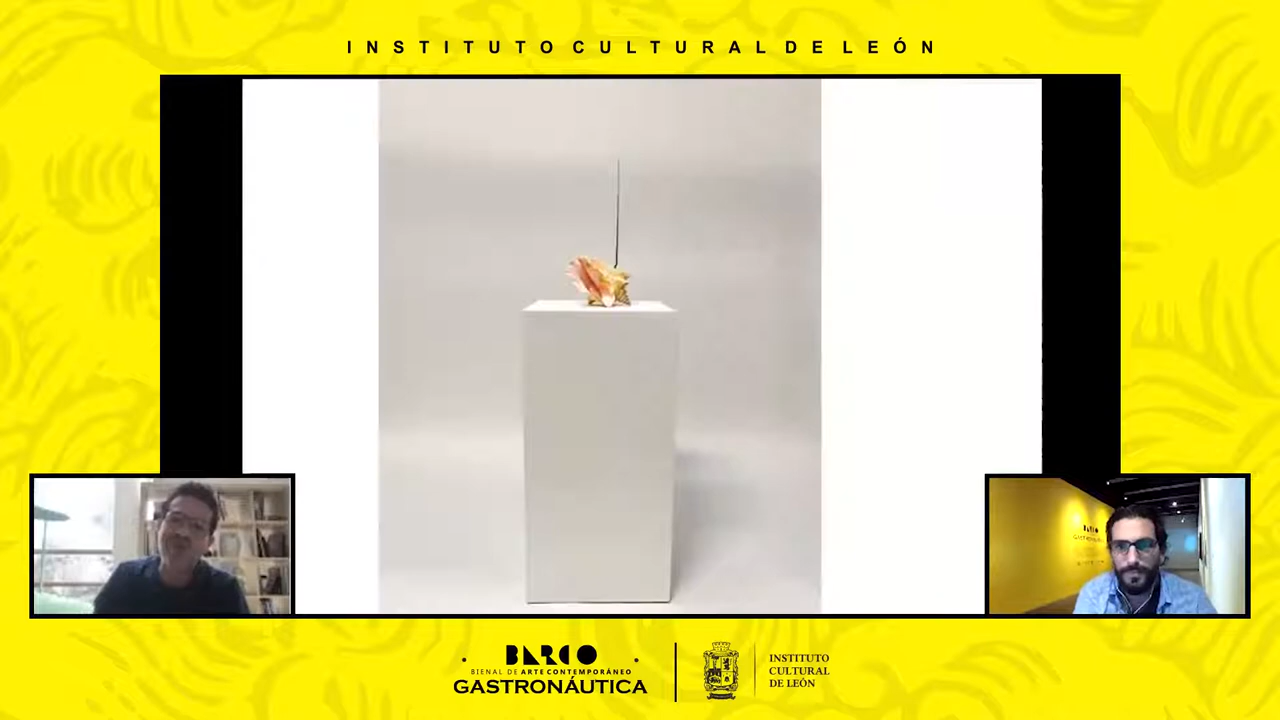 INSTITUTO CULTURAL DE LEÓN
BARCO
BIENAL DE ARTE CONTEMPORÁNEO
GASTRONÁUTICA
INSTITUTO
CULTURAL
DE LEÓN